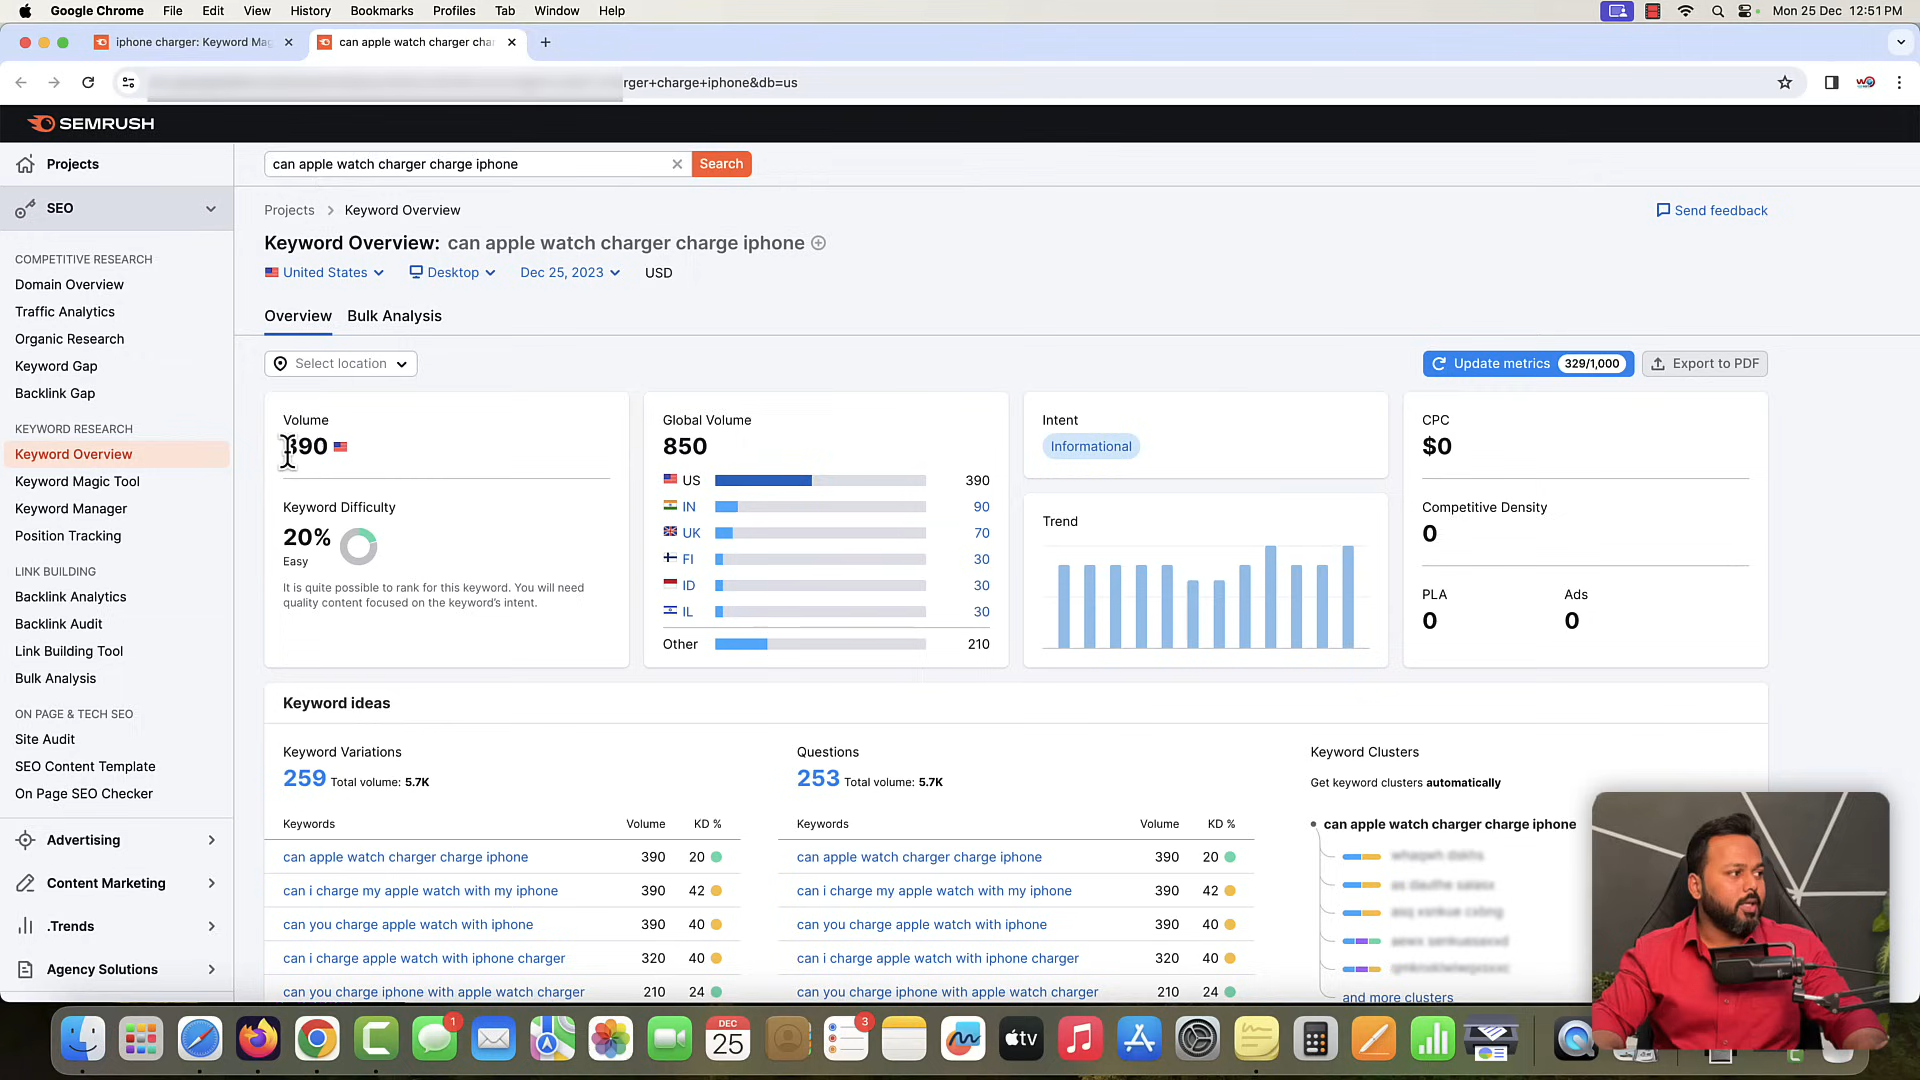 Google Chrome File Edit View History Bookmarks Profiles Tab Window Help Mon 25 Dec 12:51 PM
iphone charger: Keyword Mag can apple watch charger cha
rger+charge+iphone&db=us
SEMRUSH
Projects
SEO
COMPETITIVE RESEARCH
Domain Overview
Traffic Analytics
Organic Research
Keyword Gap
Backlink Gap
KEYWORD RESEARCH
Keyword Overview
Keyword Magic Tool
Keyword Manager
Position Tracking
LINK BUILDING
Backlink Analytics
Backlink Audit
Link Building Tool
Bulk Analysis
ON PAGE & TECH SEO
Site Audit
SEO Content Template
On Page SEO Checker
Advertising
Content Marketing
.Trends
Agency Solutions
can apple watch charger charge iphone Search
Projects Keyword Overview
Send feedback
Keyword Overview: can apple watch charger charge iphone
United States Desktop Dec 25, 2023 USD
Overview Bulk Analysis
Select location
Update metrics 329/1,000 Export to PDF
Volume
390
Keyword Difficulty
20%
Easy
It is quite possible to rank for this keyword. You will need
quality content focused on the keyword's intent.
Global Volume
850
US 390
IN 90
UK 70
FI 30
ID 30
IL 30
Other 210
Intent
Informational
Trend
CPC
$0
Competitive Density
0
PLA Ads
0 0
Keyword ideas
Keyword Variations
259 Total volume: 5.7K
Keywords Volume KD %
can apple watch charger charge iphone 390 20
can i charge my apple watch with my iphone 390 42
can you charge apple watch with iphone 390 40
can i charge apple watch with iphone charger 320 40
can you charge iphone with apple watch charger 210 24
Questions
253 Total volume: 5.7K
Keywords Volume KD %
can apple watch charger charge iphone 390 20
can i charge my apple watch with my iphone 390 42
can you charge apple watch with iphone 390 40
can i charge apple watch with iphone charger 320 40
can you charge iphone with apple watch charger 210 24
Keyword Clusters
Get keyword clusters automatically
can apple watch charger charge iphone
and more clusters
1
DEC
25
3
tv